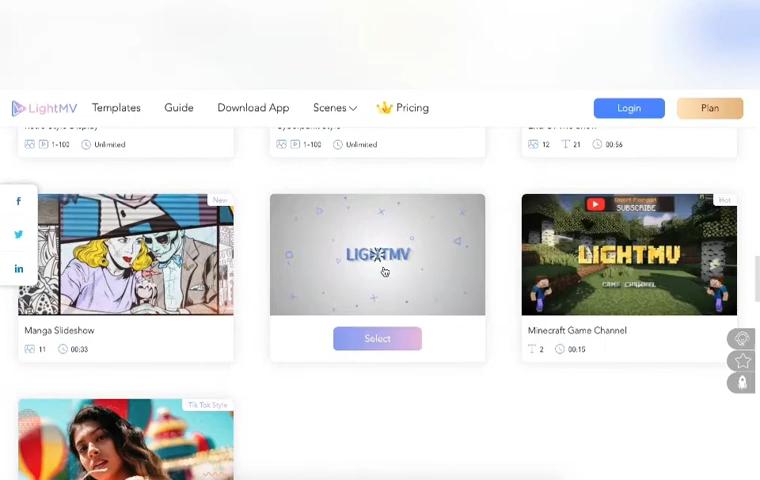 LightMV
Templates
Guide
Download App
Scenes
Pricing
Login
Plan
1-100
Unlimited
1-100
Unlimited
12
21
00:56
New
Hot
SUBSCRIBE
LIGHTMV
LIGHTMV
GAME CHANNEL
Manga Slideshow
11
00:33
Select
Minecraft Game Channel
2
00:15
Tik Tok Style